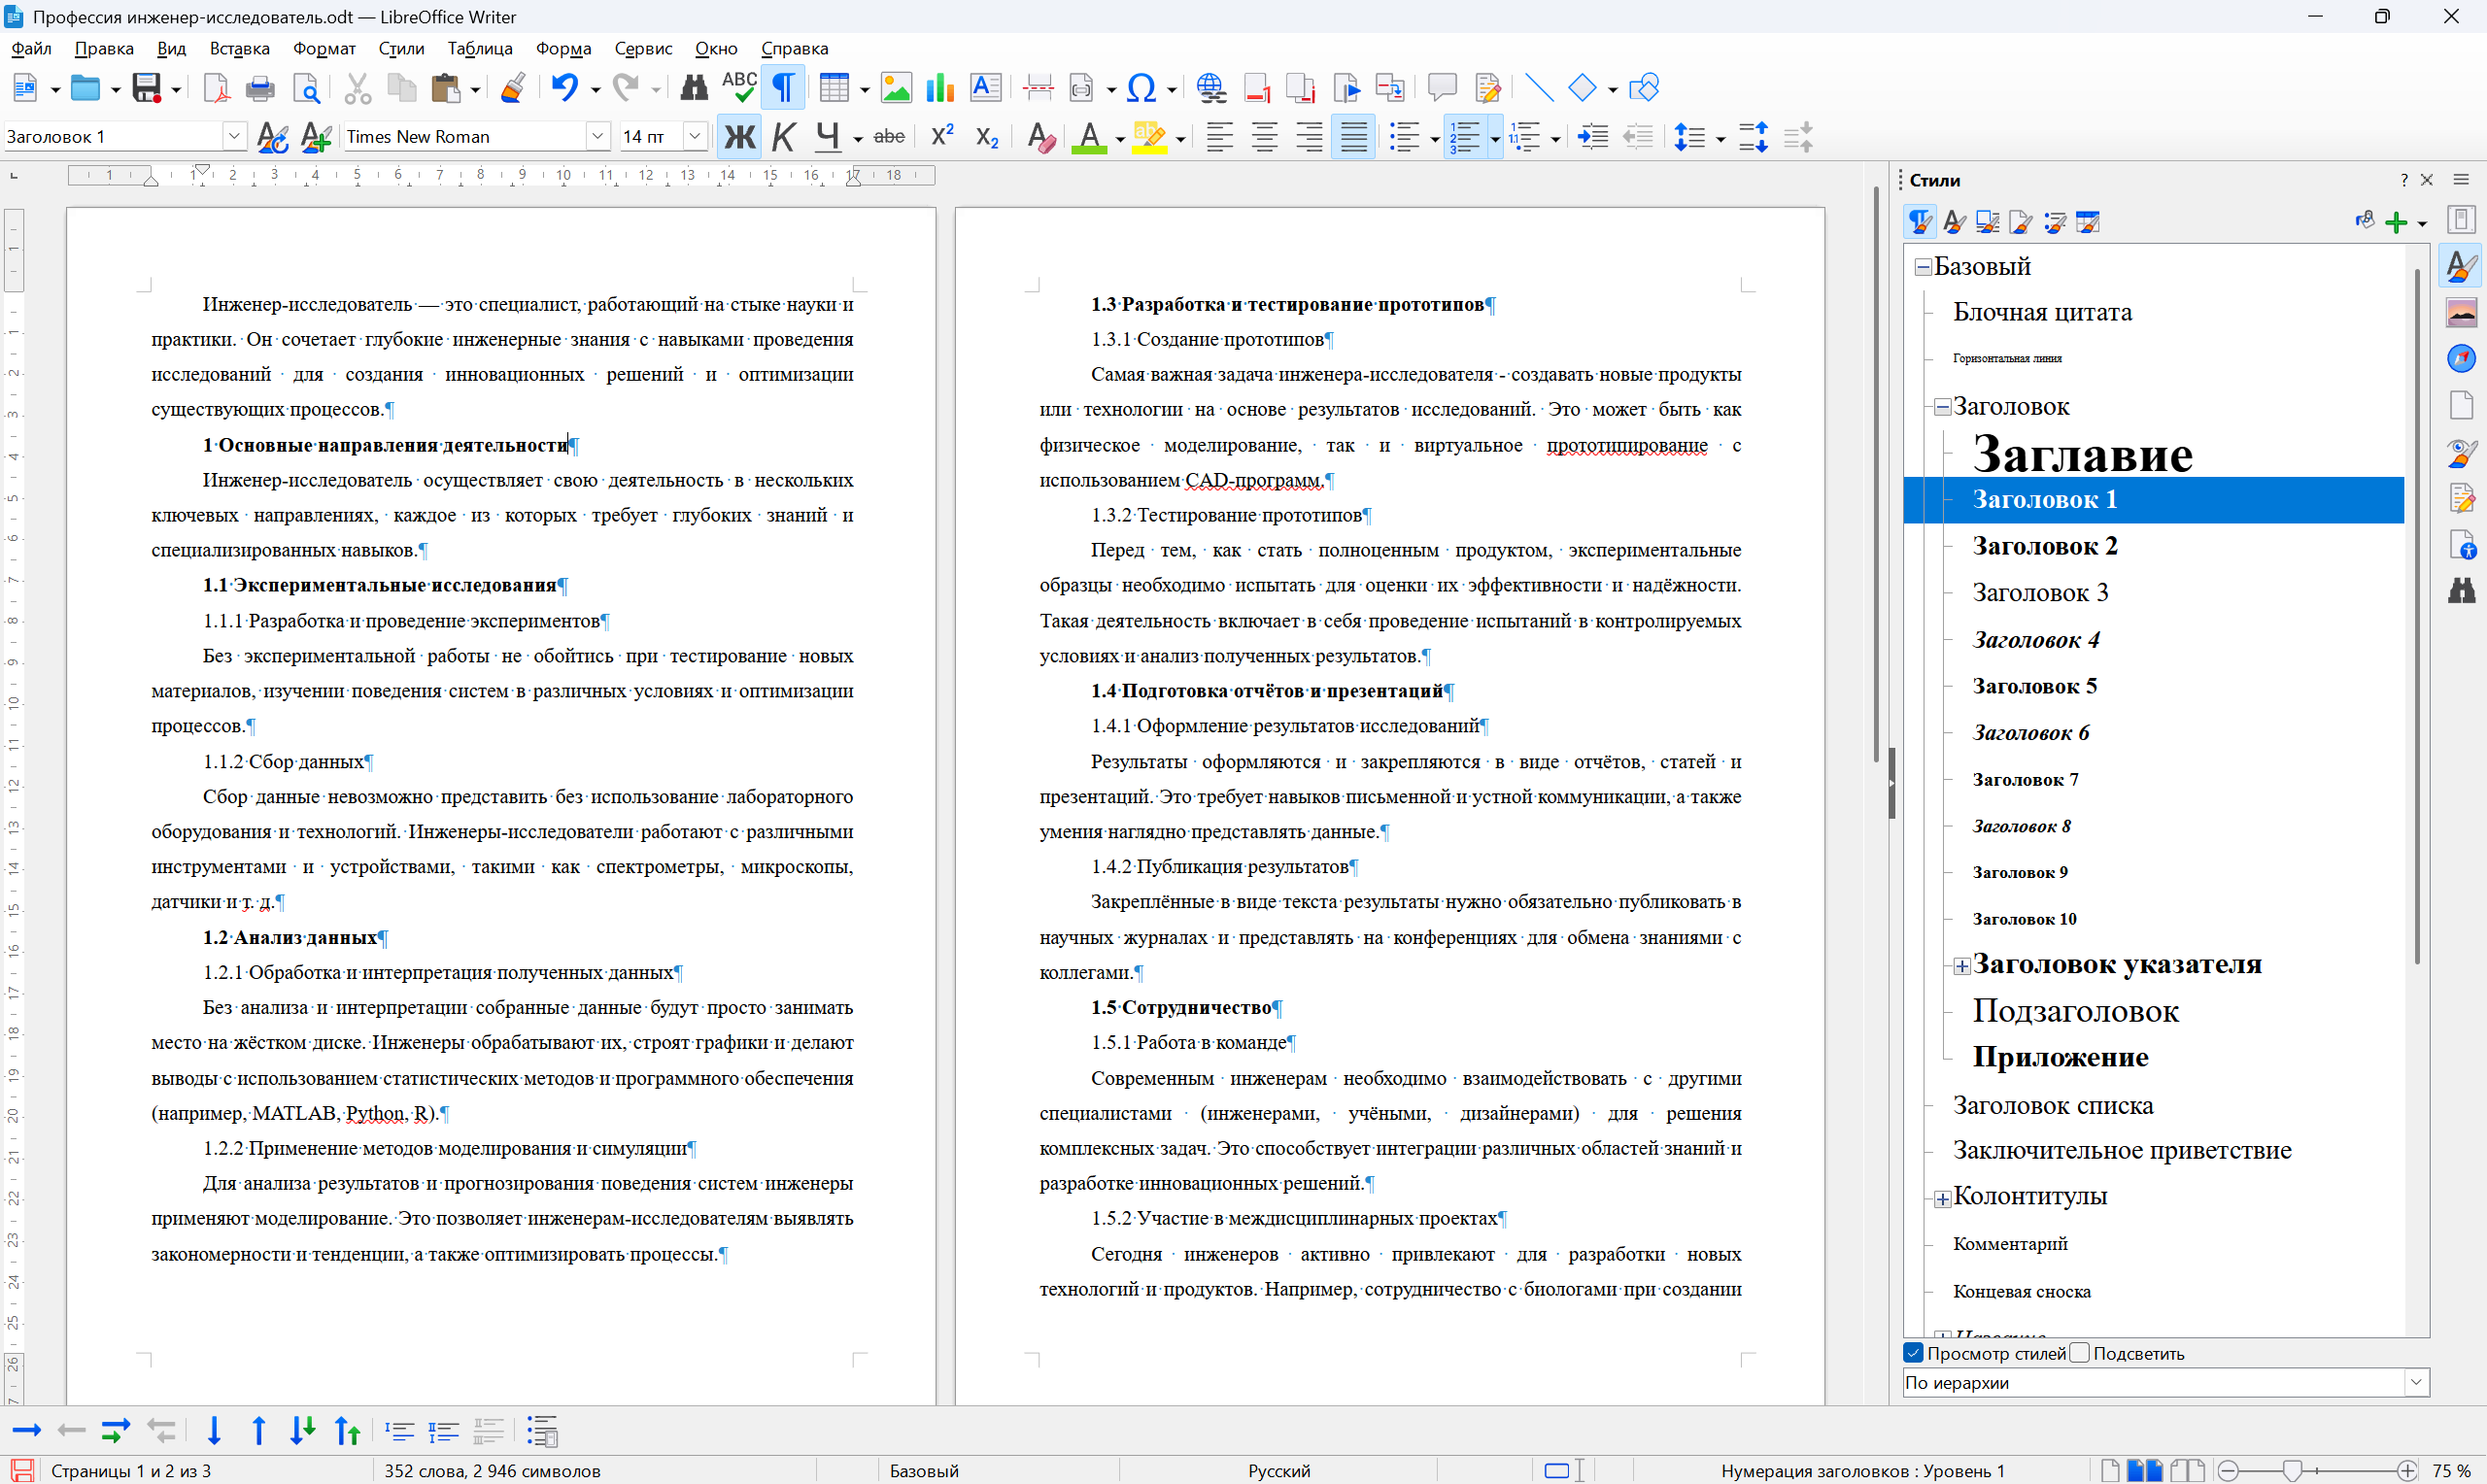 Профессия инженер-исследователь.odt — LibreOffice Writer
Файл Правка Вид Вставка Формат Стили Таблица Форма Сервис Окно Справка
Заголовок 1 Times New Roman 14 пт
Инженер-исследователь — это специалист, работающий на стыке науки и
практики. Он сочетает глубокие инженерные знания с навыками проведения
исследований для создания инновационных решений и оптимизации
существующих процессов.¶
1 Основные направления деятельности¶
Инженер-исследователь осуществляет свою деятельность в нескольких
ключевых направлениях, каждое из которых требует глубоких знаний и
специализированных навыков.¶
1.1 Экспериментальные исследования¶
1.1.1 Разработка и проведение экспериментов¶
Без экспериментальной работы не обойтись при тестирование новых
материалов, изучении поведения систем в различных условиях и оптимизации
процессов.¶
1.1.2 Сбор данных¶
Сбор данные невозможно представить без использование лабораторного
оборудования и технологий. Инженеры-исследователи работают с различными
инструментами и устройствами, такими как спектрометры, микроскопы,
датчики и т. д.¶
1.2 Анализ данных¶
1.2.1 Обработка и интерпретация полученных данных¶
Без анализа и интерпретации собранные данные будут просто занимать
место на жёстком диске. Инженеры обрабатывают их, строят графики и делают
выводы с использованием статистических методов и программного обеспечения
(например, MATLAB, Python, R).¶
1.2.2 Применение методов моделирования и симуляции¶
Для анализа результатов и прогнозирования поведения систем инженеры
применяют моделирование. Это позволяет инженерам-исследователям выявлять
закономерности и тенденции, а также оптимизировать процессы.¶
1.3 Разработка и тестирование прототипов¶
1.3.1 Создание прототипов¶
Самая важная задача инженера-исследователя - создавать новые продукты
или технологии на основе результатов исследований. Это может быть как
физическое моделирование, так и виртуальное прототипирование с
использованием CAD-программ.¶
1.3.2 Тестирование прототипов¶
Перед тем, как стать полноценным продуктом, экспериментальные
образцы необходимо испытать для оценки их эффективности и надёжности.
Такая деятельность включает в себя проведение испытаний в контролируемых
условиях и анализ полученных результатов.¶
1.4 Подготовка отчётов и презентаций¶
1.4.1 Оформление результатов исследований¶
Результаты оформляются и закрепляются в виде отчётов, статей и
презентаций. Это требует навыков письменной и устной коммуникации, а также
умения наглядно представлять данные.¶
1.4.2 Публикация результатов¶
Закреплённые в виде текста результаты нужно обязательно публиковать в
научных журналах и представлять на конференциях для обмена знаниями с
коллегами.¶
1.5 Сотрудничество¶
1.5.1 Работа в команде¶
Современным инженерам необходимо взаимодействовать с другими
специалистами (инженерами, учёными, дизайнерами) для решения
комплексных задач. Это способствует интеграции различных областей знаний и
разработке инновационных решений.¶
1.5.2 Участие в междисциплинарных проектах¶
Сегодня инженеров активно привлекают для разработки новых
технологий и продуктов. Например, сотрудничество с биологами при создании
Стили
Базовый
Блочная цитата
Горизонтальная линия
Заголовок
Заглавие
Заголовок 1
Заголовок 2
Заголовок 3
Заголовок 4
Заголовок 5
Заголовок 6
Заголовок 7
Заголовок 8
Заголовок 9
Заголовок 10
Заголовок указателя
Подзаголовок
Приложение
Заголовок списка
Заключительное приветствие
Колонтитулы
Комментарий
Концевая сноска
Просмотр стилей Подсветить
По иерархии
Страницы 1 и 2 из 3 352 слова, 2 946 символов Базовый Русский Нумерация заголовков : Уровень 1 75 %